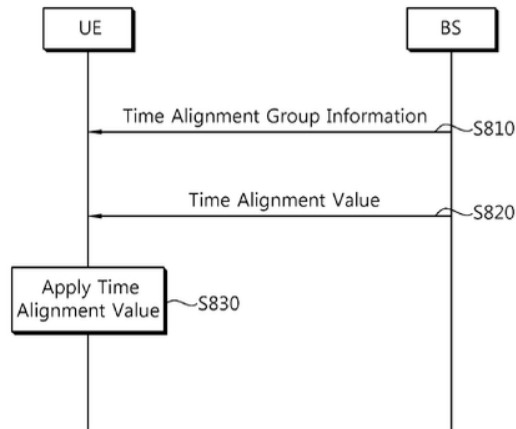 UE
BS
Time Alignment Group Information
S810
Time Alignment Value
S820
Apply Time
Alignment Value
S830